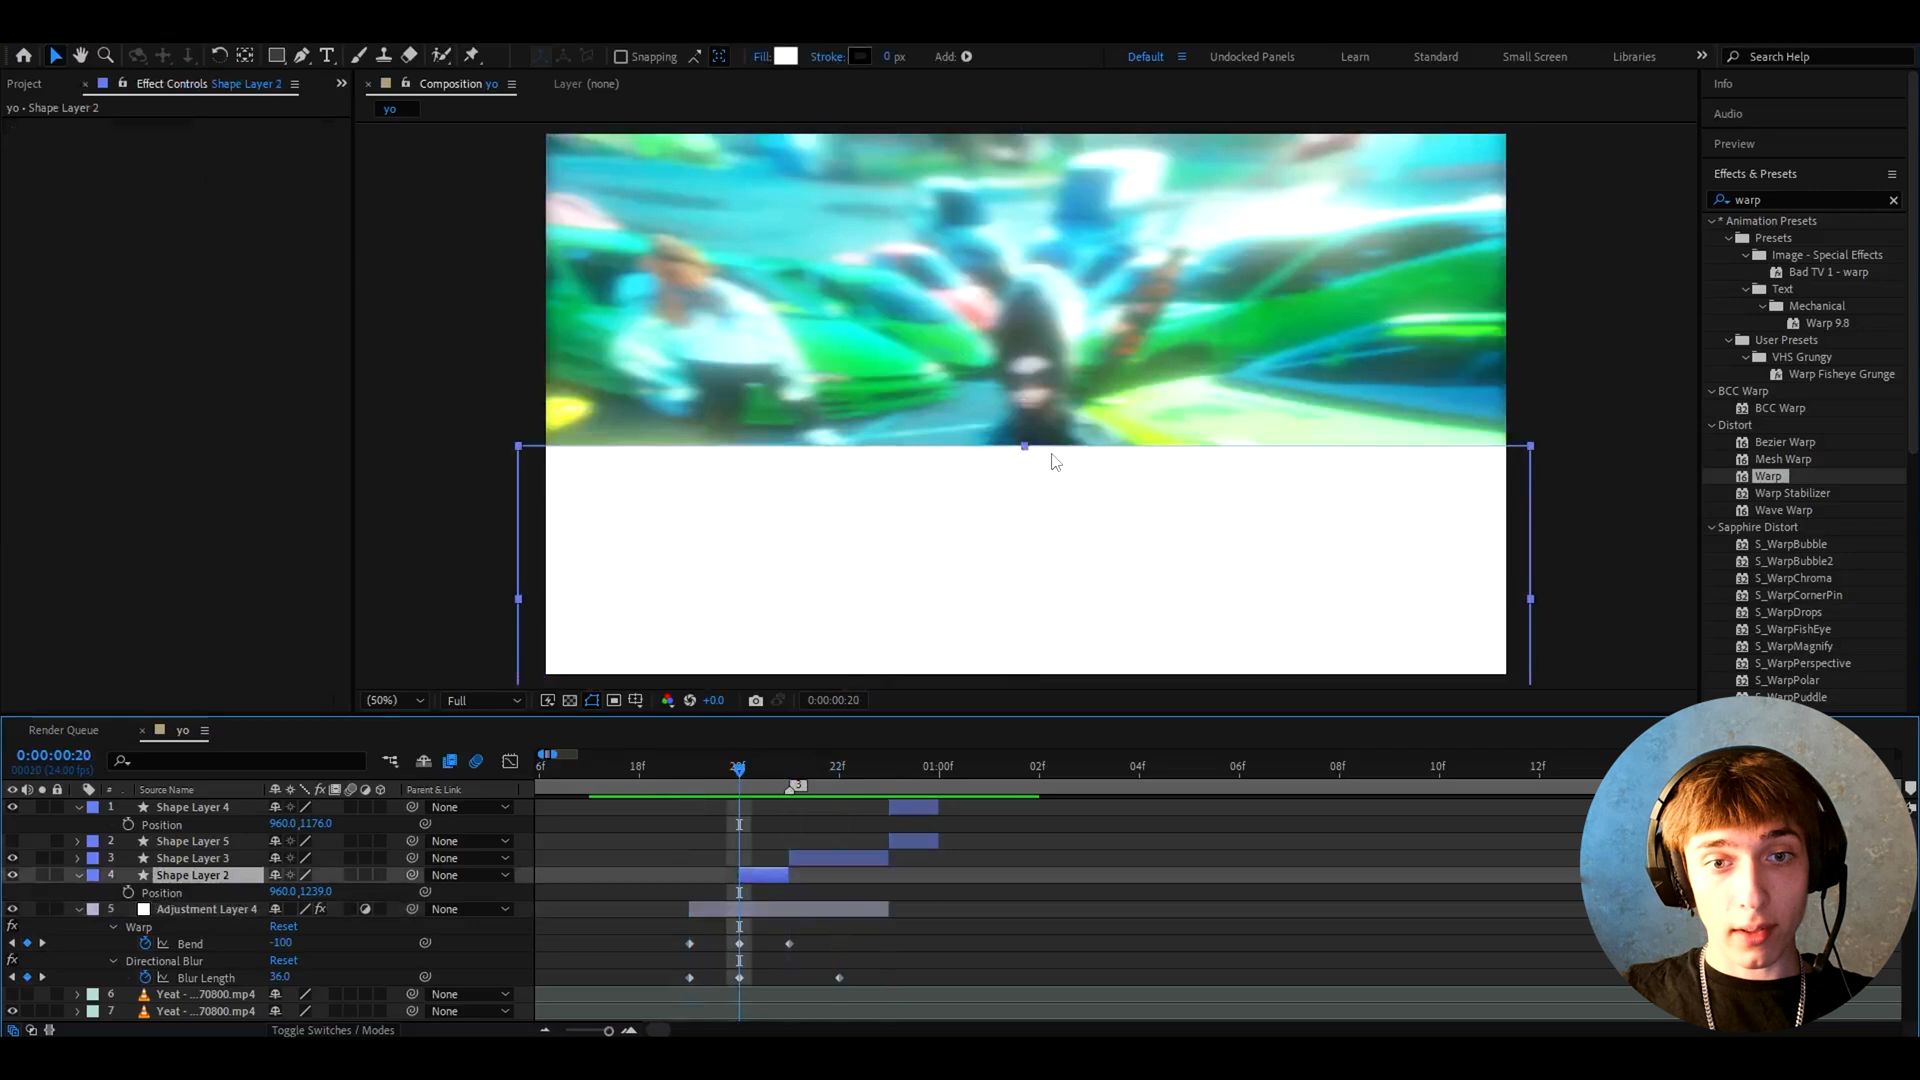 Snapping
Fill:
Stroke:
0 px
Add:
Default
Undocked Panels
Learn
Standard
Small Screen
Libraries
Search Help
Project
Effect Controls Shape Layer 2
Composition yo
Layer (none)
yo • Shape Layer 2
yo
Info
Audio
Preview
Effects & Presets
warp
* Animation Presets
Presets
Image - Special Effects
Bad TV 1 - warp
Text
Mechanical
Warp 9.8
User Presets
VHS Grungy
Warp Fisheye Grunge
BCC Warp
BCC Warp
Distort
Bezier Warp
Mesh Warp
Warp
Warp Stabilizer
Wave Warp
Sapphire Distort
S_WarpBubble
S_WarpBubble2
S_WarpChroma
S_WarpCornerPin
S_WarpDrops
S_WarpFishEye
S_WarpMagnify
S_WarpPerspective
S_WarpPolar
S_WarpPuddle
(50%)
Full
+0.0
0:00:00:20
Render Queue
yo
0:00:00:20
00020 (24.00 fps)
6f
18f
20f
22f
01:00f
02f
04f
06f
08f
10f
12f
3
# Source Name
Parent & Link
1 Shape Layer 4 None
Position 960.0,1176.0
2 Shape Layer 5 None
3 Shape Layer 3 None
4 Shape Layer 2 None
Position 960.0,1239.0
5 Adjustment Layer 4 fx None
fx Warp Reset
Bend -100
fx Directional Blur Reset
Blur Length 36.0
6 Yeat - ...70800.mp4 None
7 Yeat - ...70800.mp4 None
Toggle Switches / Modes